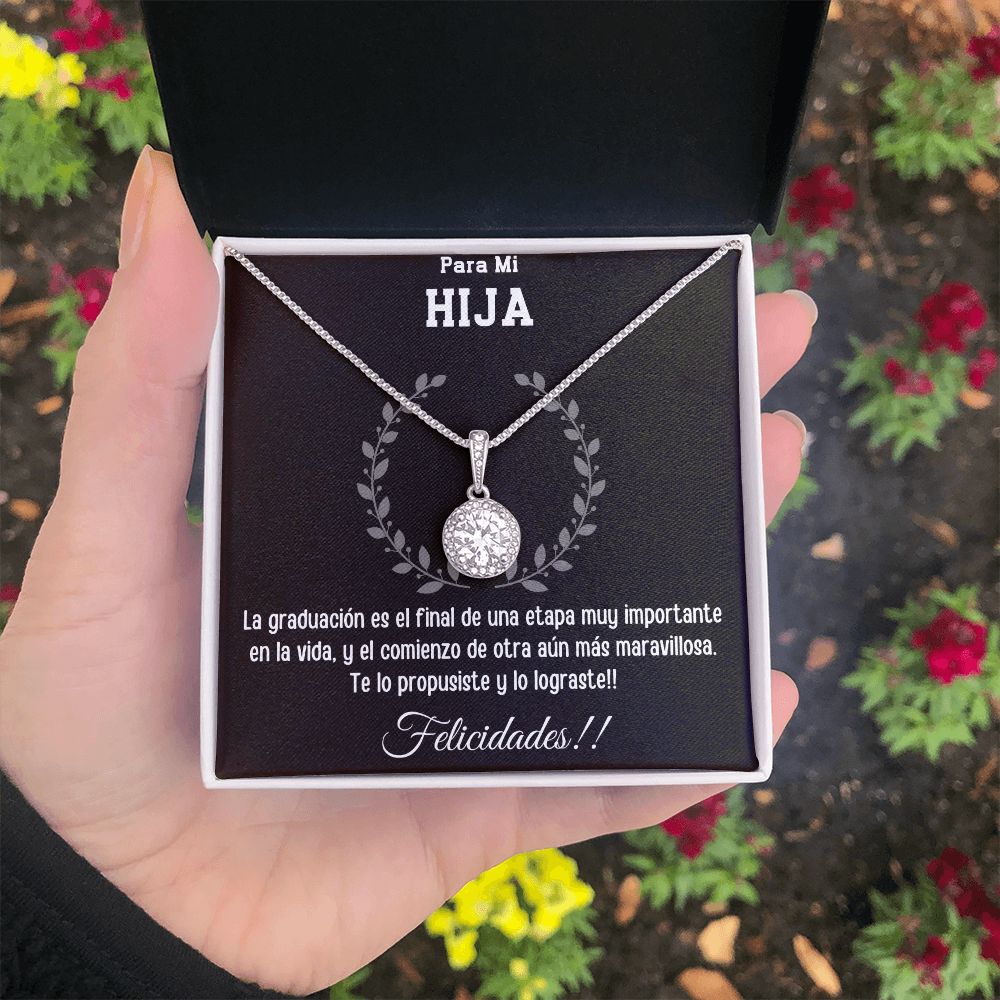 Para Mi
HIJA
La graduación es el final de una etapa muy importante
en la vida, y el comienzo de otra aún más maravillosa.
Te lo propusiste y lo lograste!!
Felicidades!!